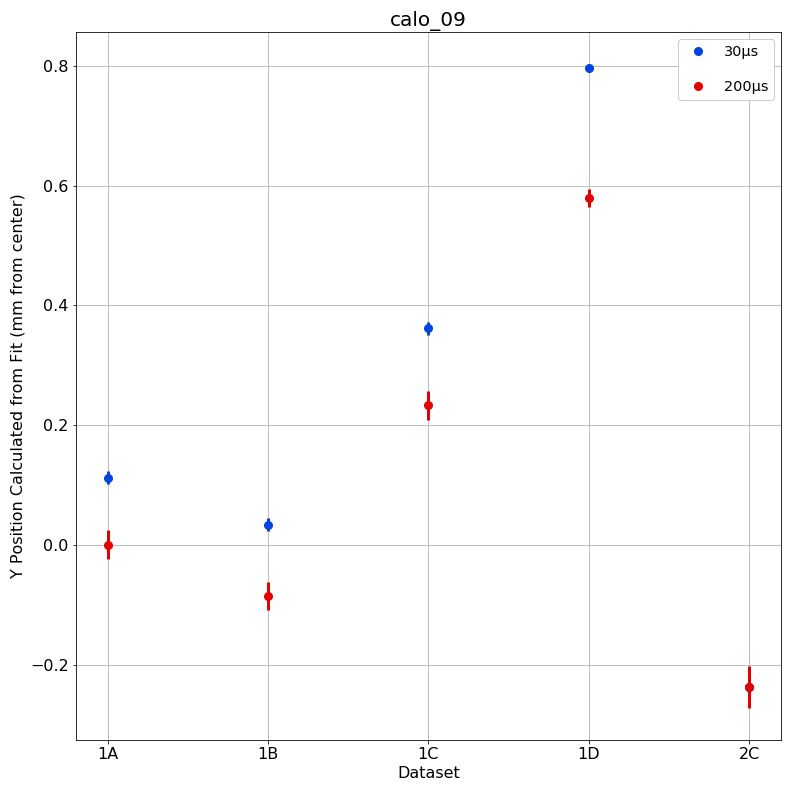 calo_09
30μs
200μs
Y Position Calculated from Fit (mm from center)
0.8
0.6
0.4
0.2
0.0
−0.2
1A 1B 1C 1D 2C
Dataset